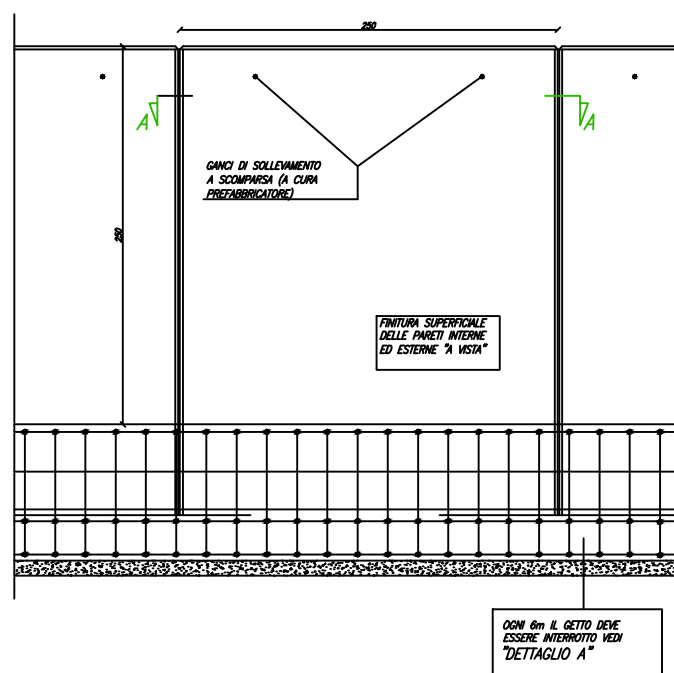 250
A
A
GANCI DI SOLLEVAMENTO
A SCOMPARSA (A CURA
PREFABBRICATORE)
250
FINITURA SUPERFICIALE
DELLE PARETI INTERNE
ED ESTERNE "A VISTA"
OGNI 6m IL GETTO DEVE
ESSERE INTERROTTO VEDI
"DETTAGLIO A"